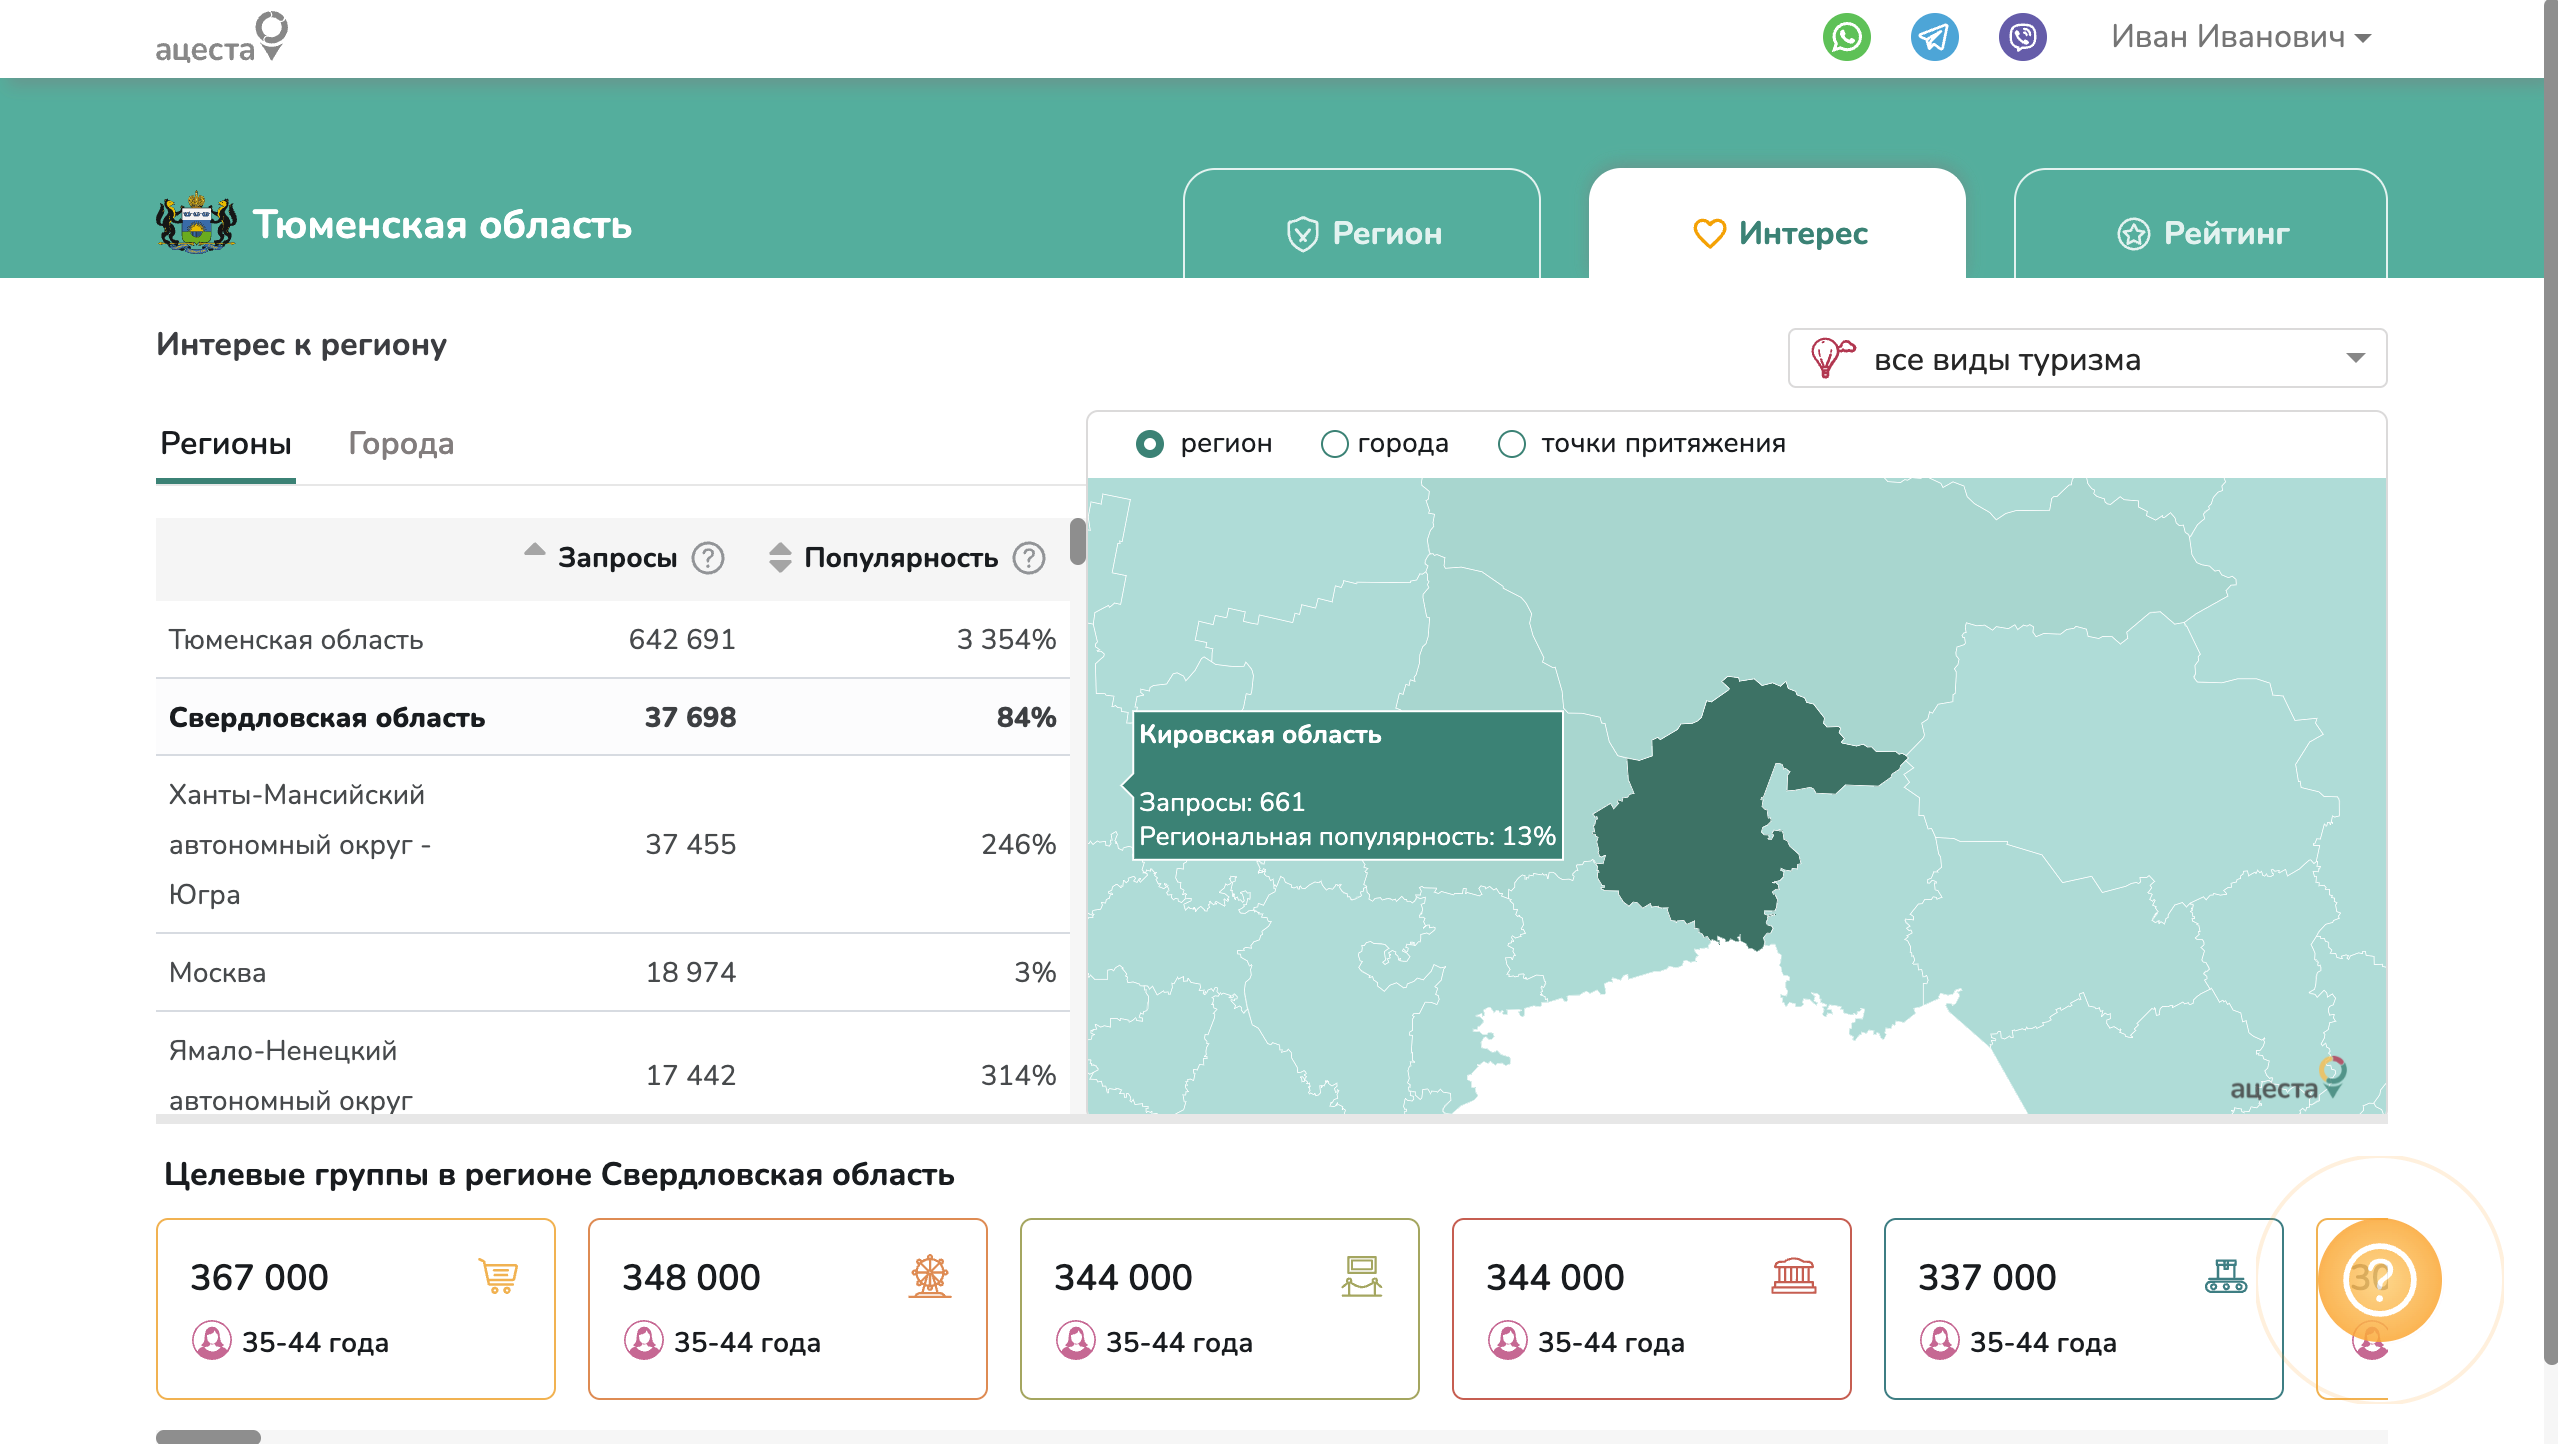 ацеста
Иван Иванович
Тюменская область
Регион
Интерес
Рейтинг
Интерес к региону
все виды туризма
Регионы
Города
регион
города
точки притяжения
Запросы ?
Популярность ?
Тюменская область 642 691 3 354%
Свердловская область 37 698 84%
Ханты-Мансийский
автономный округ - 37 455 246%
Югра
Москва 18 974 3%
Ямало-Ненецкий
17 442 314%
автономный округ
Кировская область
Запросы: 661
Региональная популярность: 13%
ацеста
Целевые группы в регионе Свердловская область
367 000
35-44 года
348 000
35-44 года
344 000
35-44 года
344 000
35-44 года
337 000
35-44 года
?